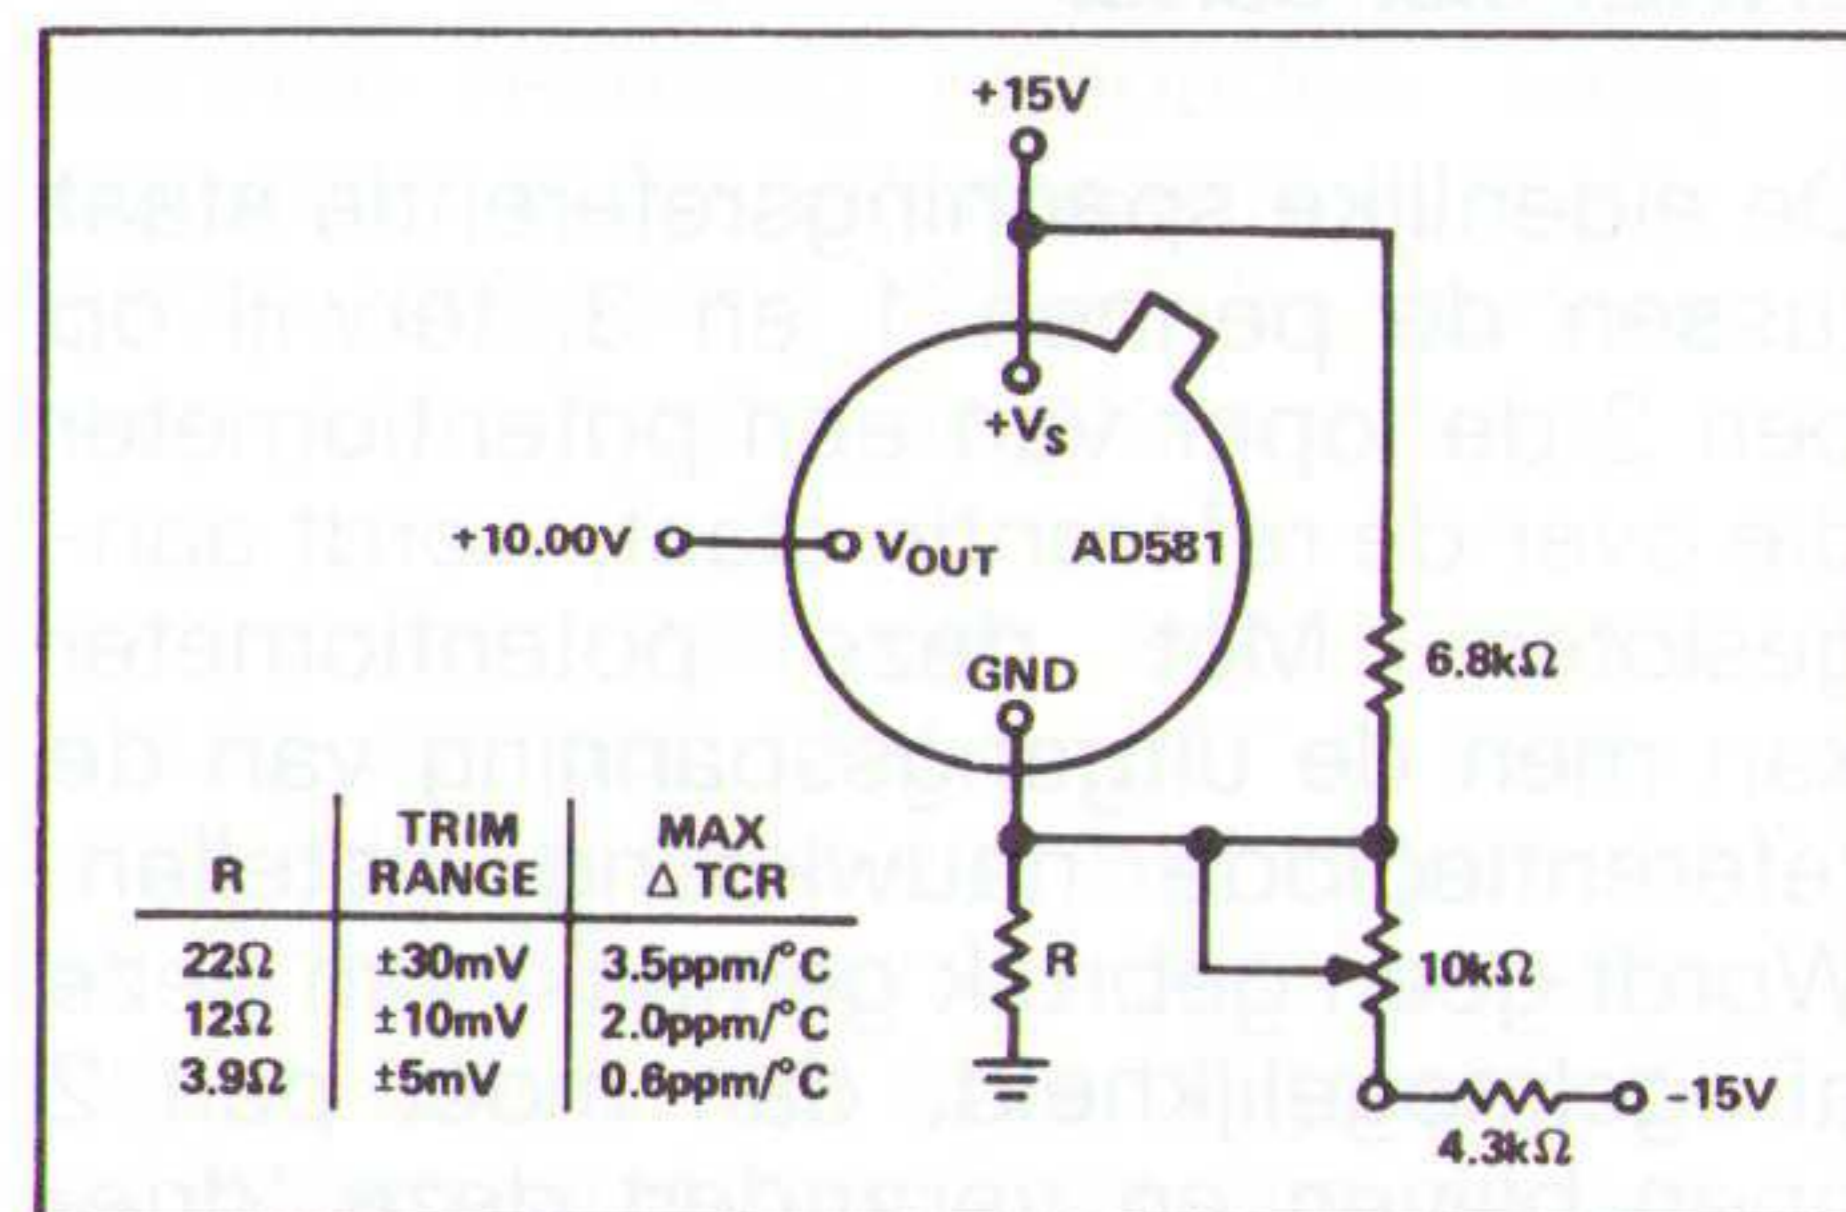 +15V
+VS
+10.00V
VOUT
AD581
GND
6.8kΩ
R
10kΩ
-15V
4.3kΩ
R
TRIM RANGE
MAX Δ TCR
22Ω ±30mV 3.5ppm/°C
12Ω ±10mV 2.0ppm/°C
3.9Ω ±5mV 0.6ppm/°C